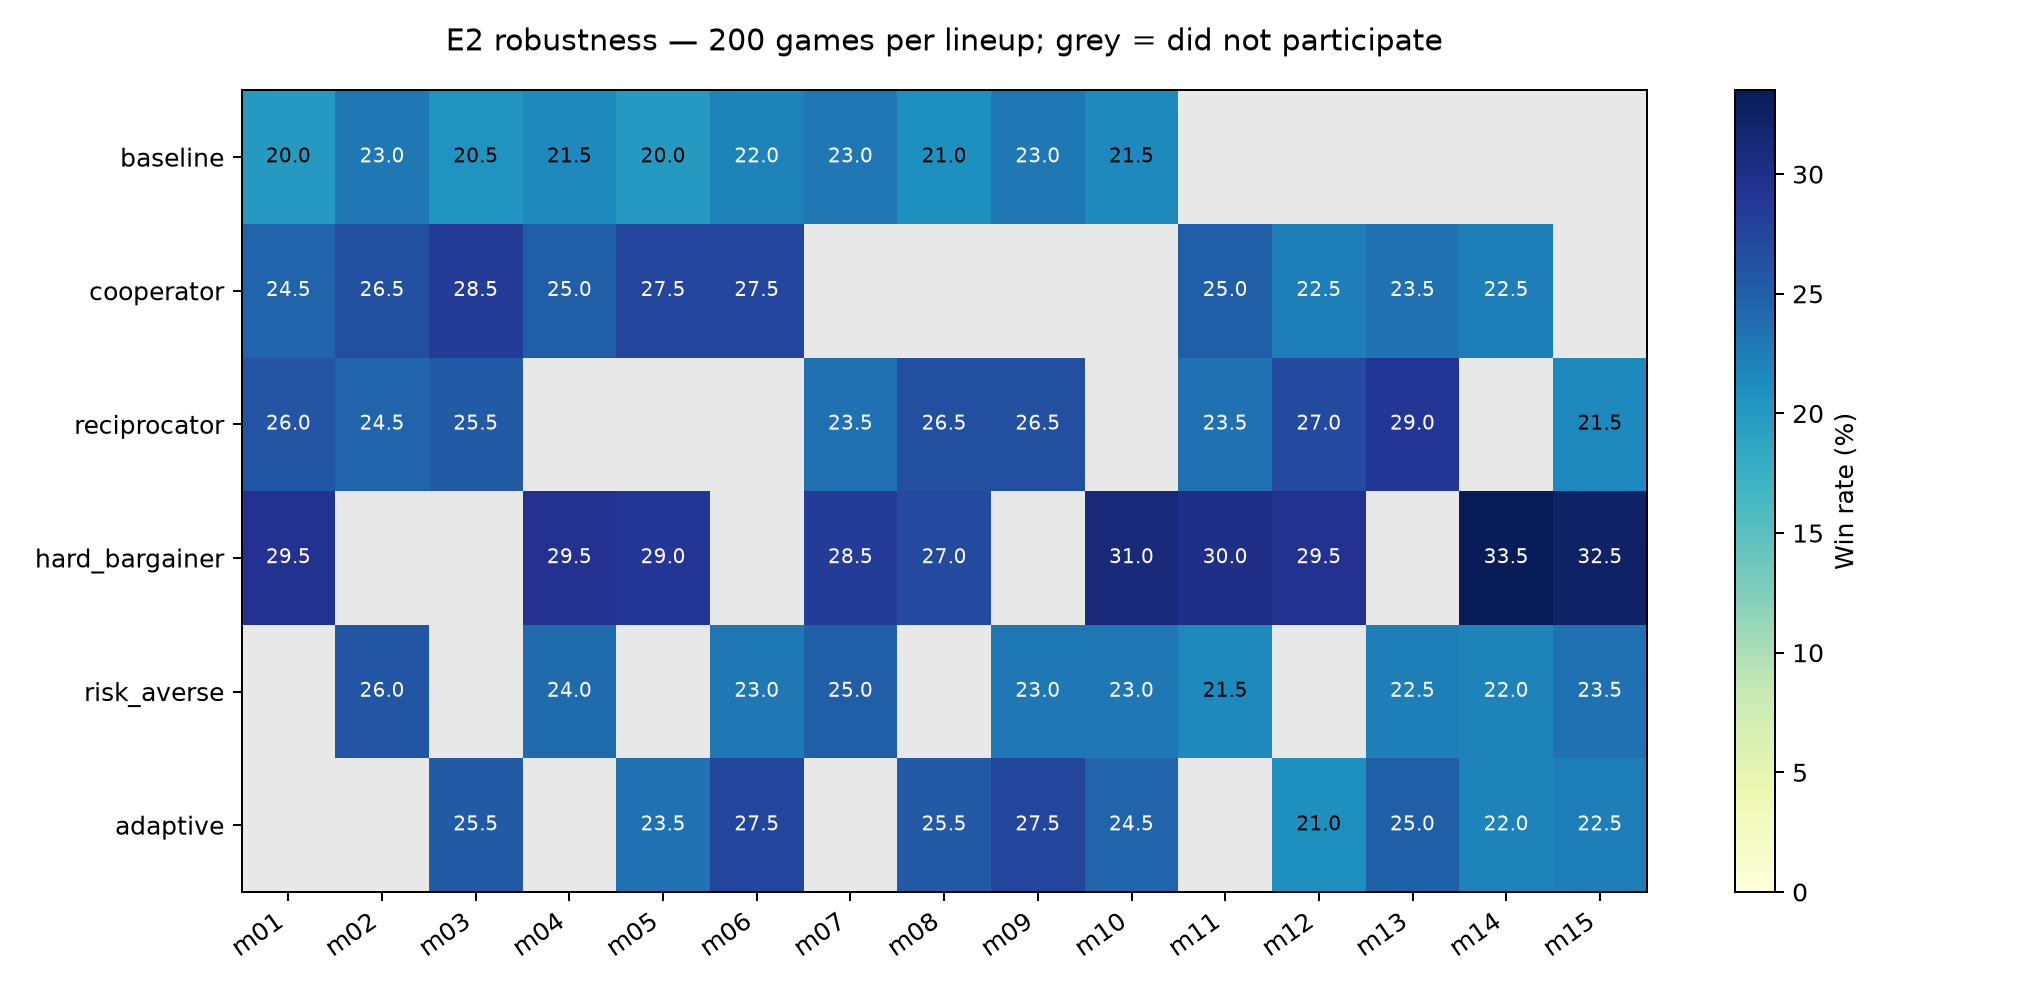 E2 robustness — 200 games per lineup; grey = did not participate
baseline 20.0 23.0 20.5 21.5 20.0 22.0 23.0 21.0 23.0 21.5
cooperator 24.5 26.5 28.5 25.0 27.5 27.5 25.0 22.5 23.5 22.5
reciprocator 26.0 24.5 25.5 23.5 26.5 26.5 23.5 27.0 29.0 21.5
hard_bargainer 29.5 29.5 29.0 28.5 27.0 31.0 30.0 29.5 33.5 32.5
risk_averse 26.0 24.0 23.0 25.0 23.0 23.0 21.5 22.5 22.0 23.5
adaptive 25.5 23.5 27.5 25.5 27.5 24.5 21.0 25.0 22.0 22.5
m01 m02 m03 m04 m05 m06 m07 m08 m09 m10 m11 m12 m13 m14 m15
30
25
20
15
10
5
0
Win rate (%)